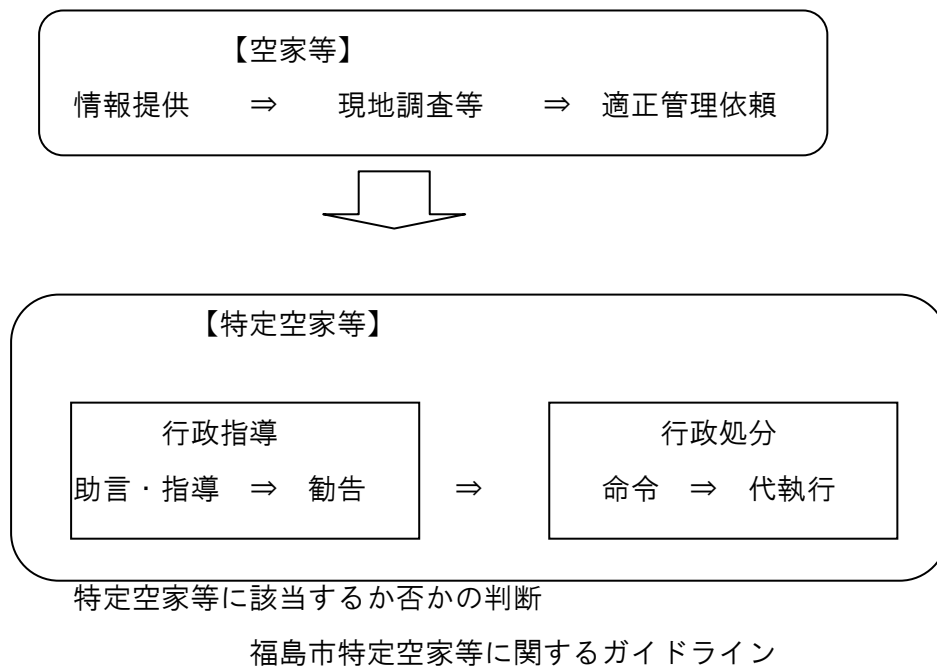 【空家等】
情報提供 ⇒ 現地調査等 ⇒ 適正管理依頼
【特定空家等】
行政指導 行政処分
助言・指導 ⇒ 勧告 ⇒ 命令 ⇒ 代執行
特定空家等に該当するか否かの判断
福島市特定空家等に関するガイドライン